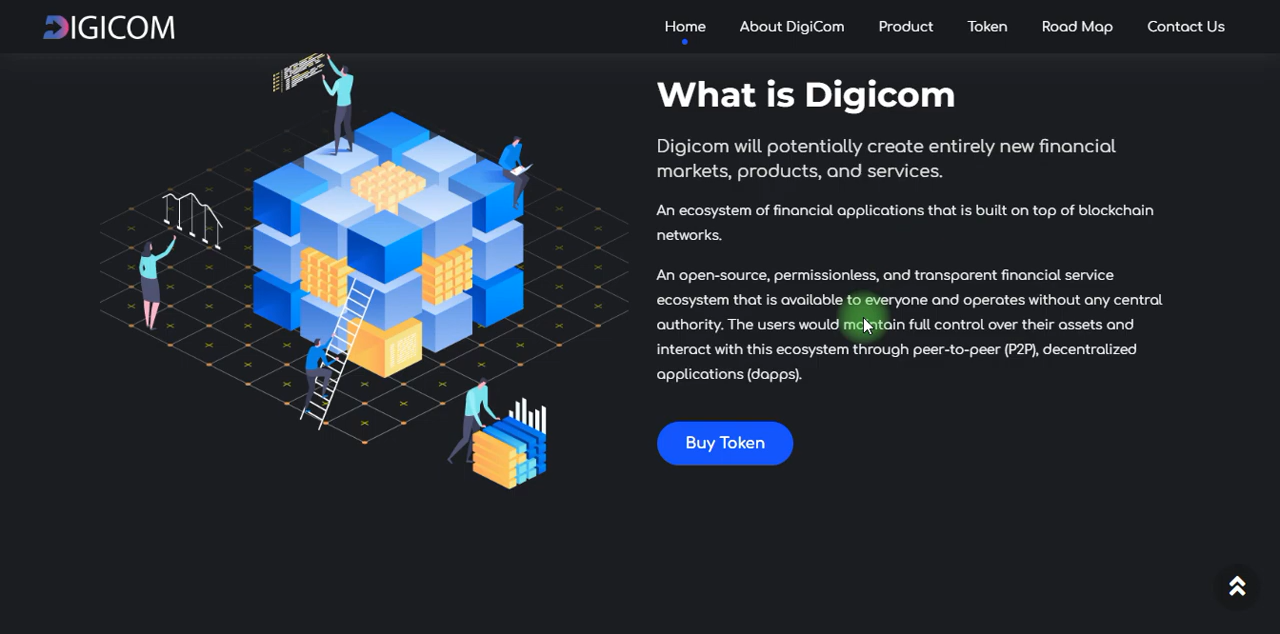 DIGICOM
Home About DigiCom Product Token Road Map Contact Us
What is Digicom
Digicom will potentially create entirely new financial
markets, products, and services.
An ecosystem of financial applications that is built on top of blockchain
networks.
An open-source, permissionless, and transparent financial service
ecosystem that is available to everyone and operates without any central
authority. The users would maintain full control over their assets and
interact with this ecosystem through peer-to-peer (P2P), decentralized
applications (dapps).
Buy Token